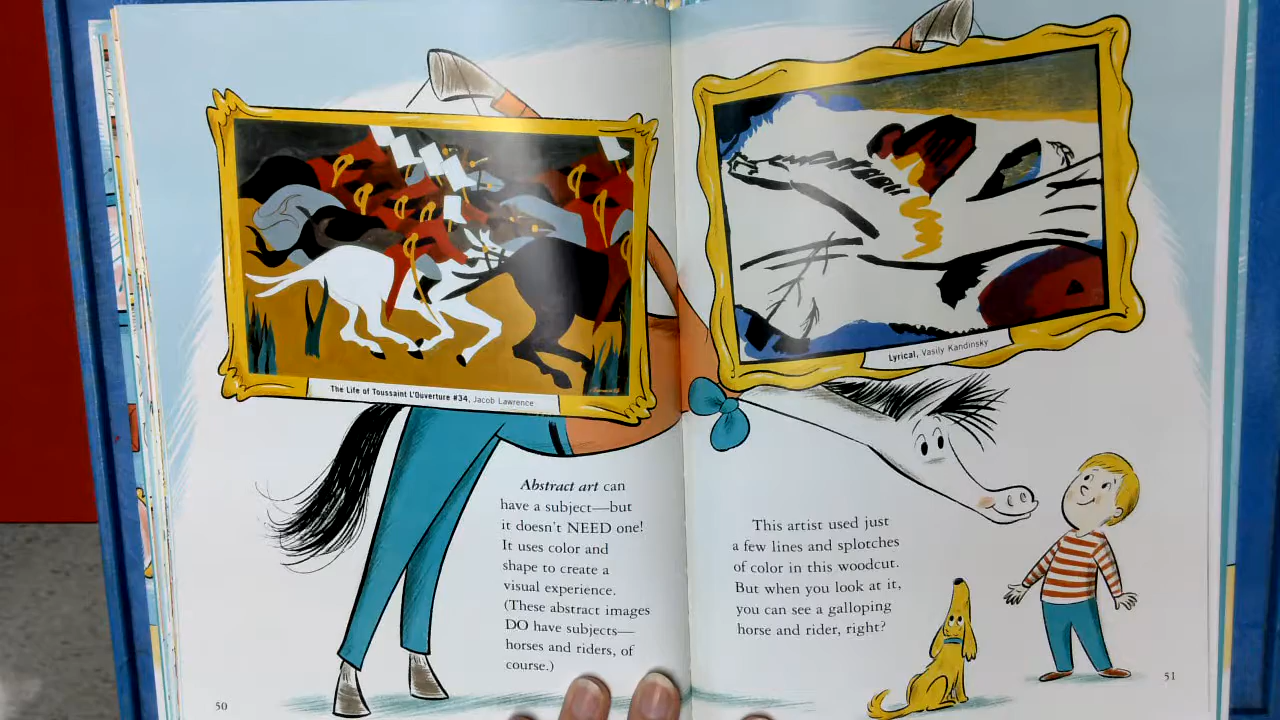 The Life of Toussaint L'Ouverture #34, Jacob Lawrence
Abstract art can
have a subject—but
it doesn't NEED one!
It uses color and
shape to create a
visual experience.
(These abstract images
DO have subjects—
horses and riders, of
course.)
50
Lyrical, Vasily Kandinsky
This artist used just
a few lines and splotches
of color in this woodcut.
But when you look at it,
you can see a galloping
horse and rider, right?
51